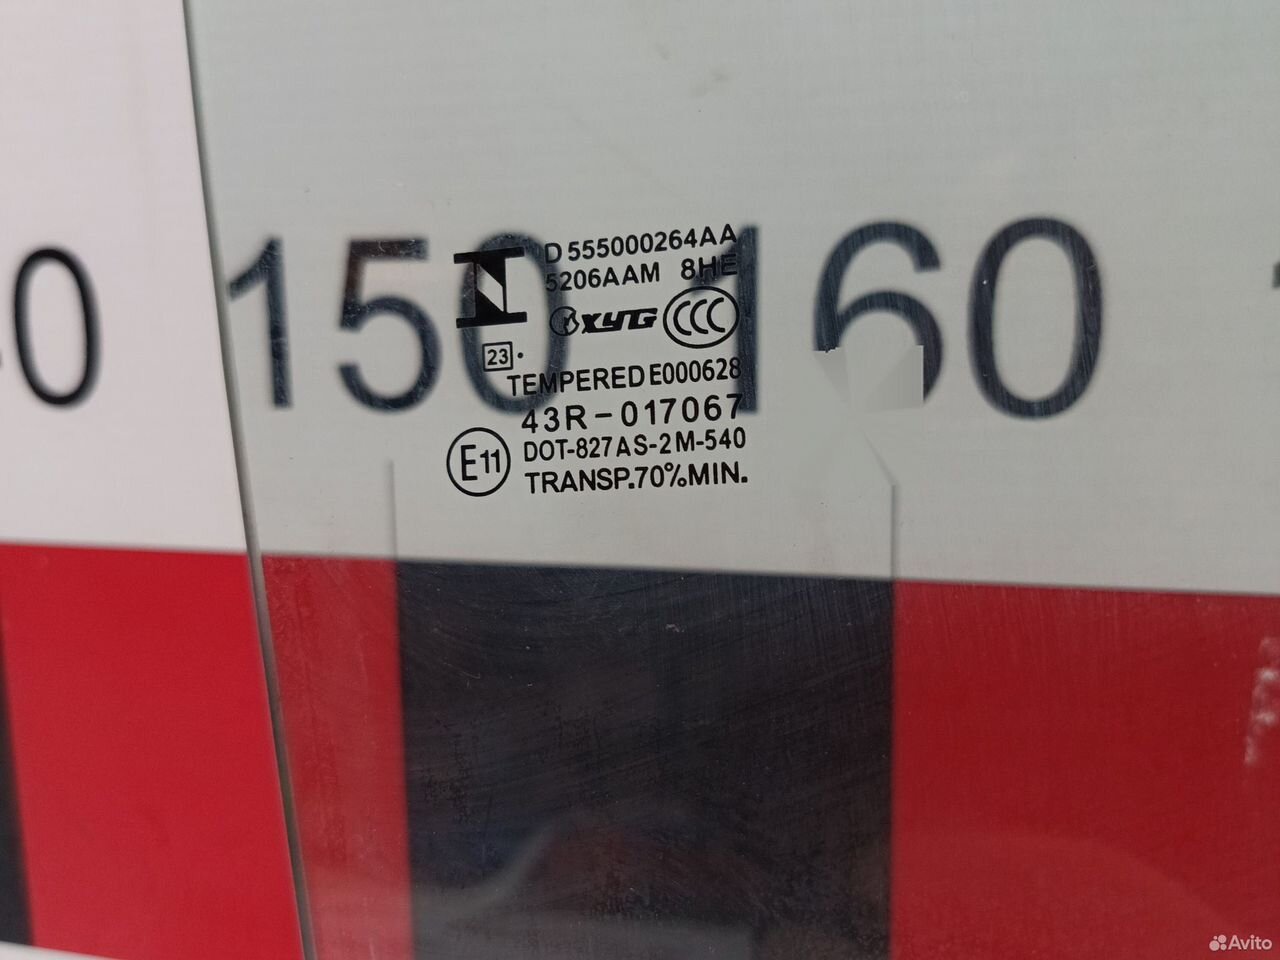 0
150
160
D 555000264AA
5206AAM 8HE
XYG CCC
23
TEMPERED E000628
43R-017067
E11
DOT-827 AS-2 M-540
TRANSP.70%MIN.
Avito